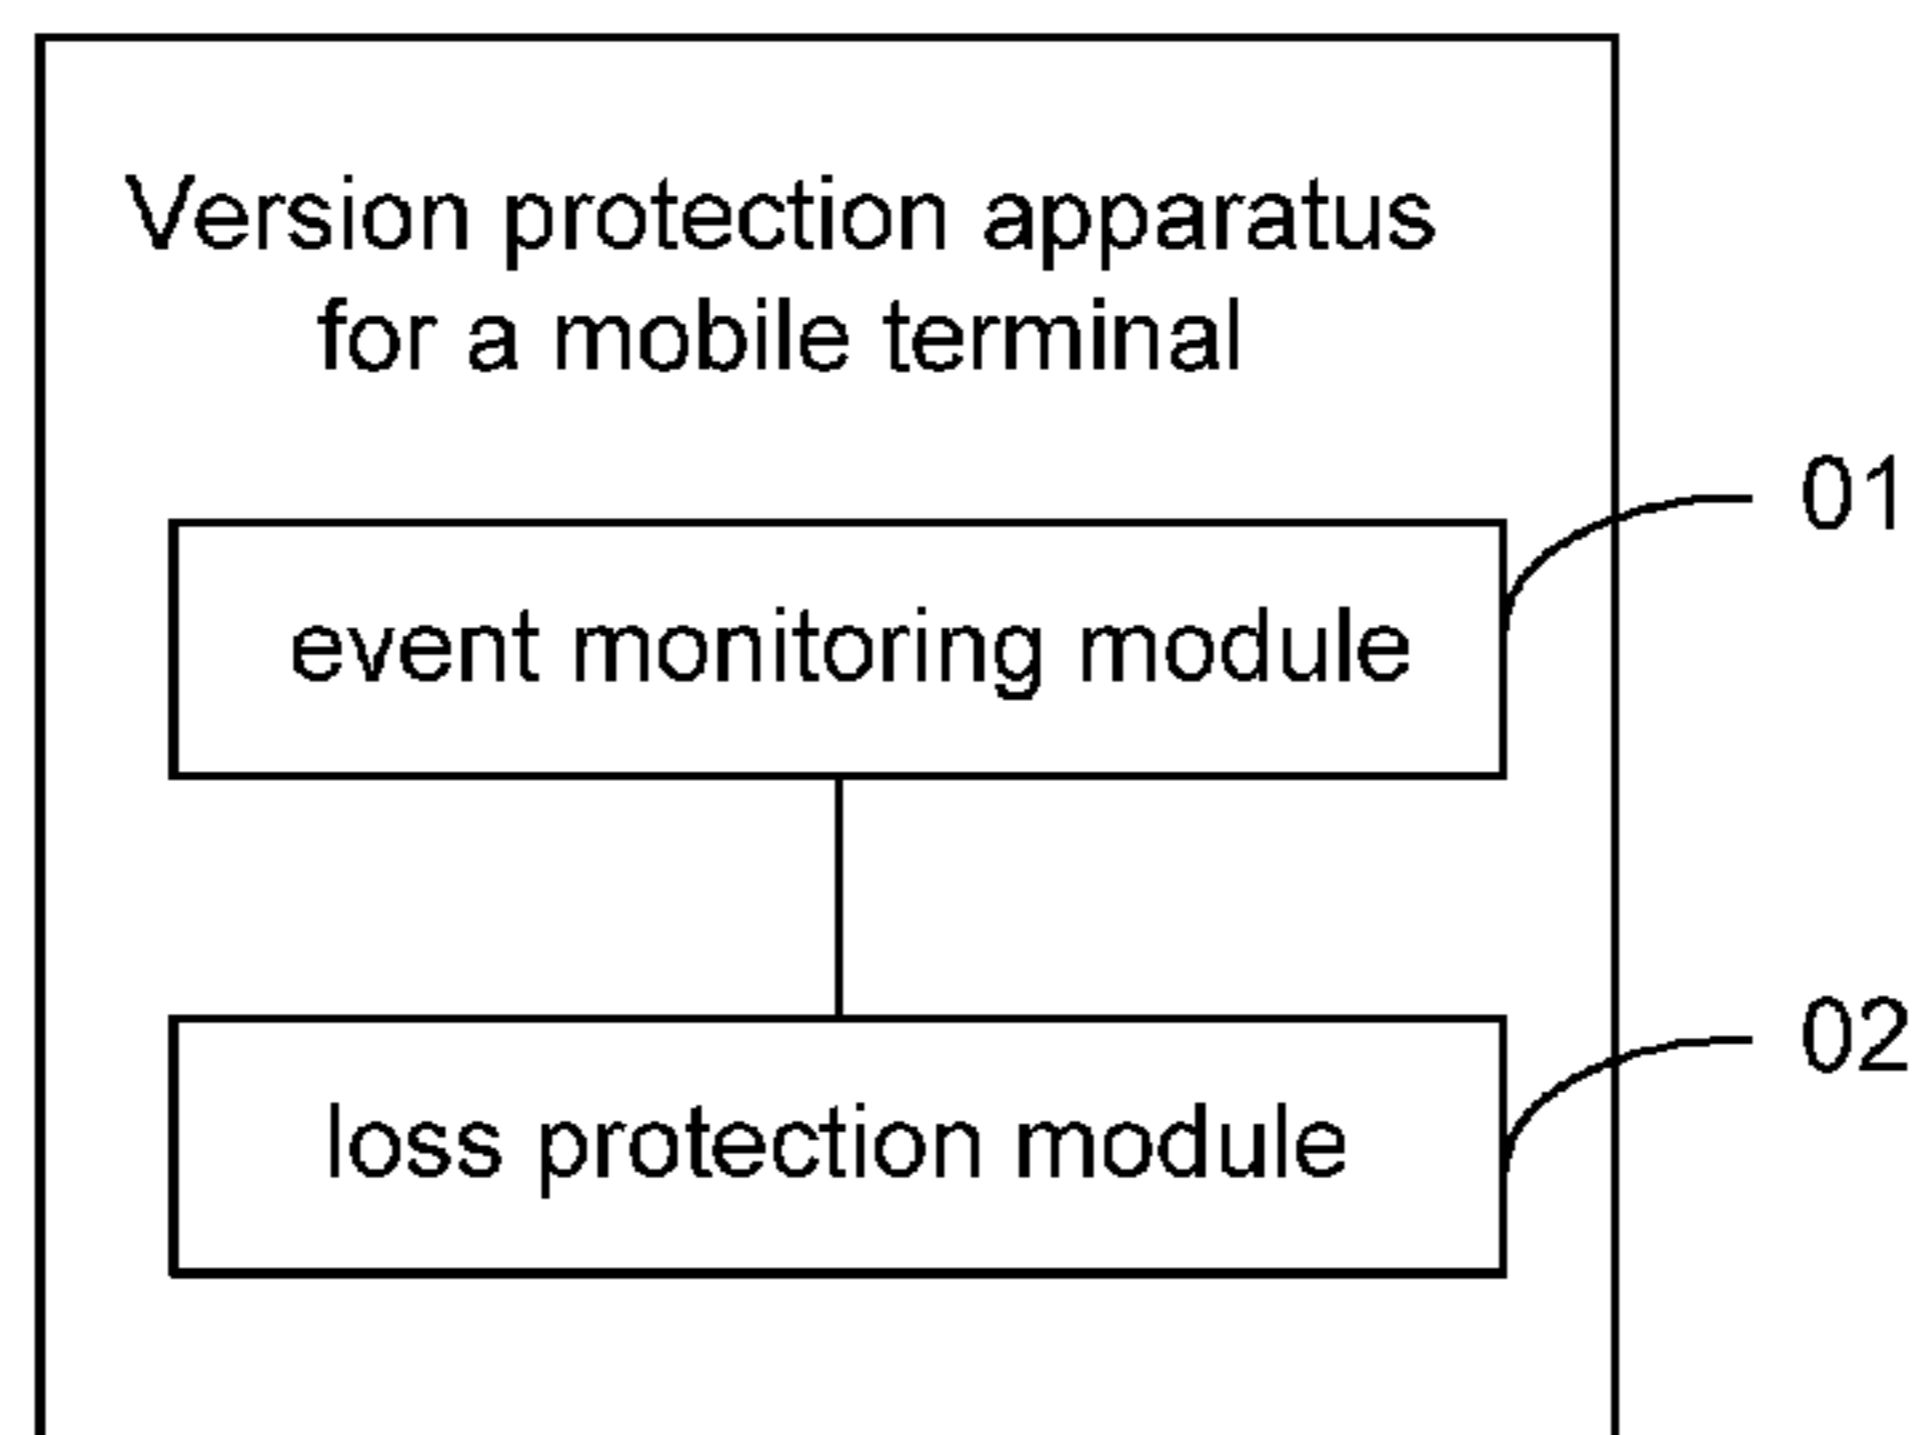 Version protection apparatus
for a mobile terminal
01
event monitoring module
02
loss protection module